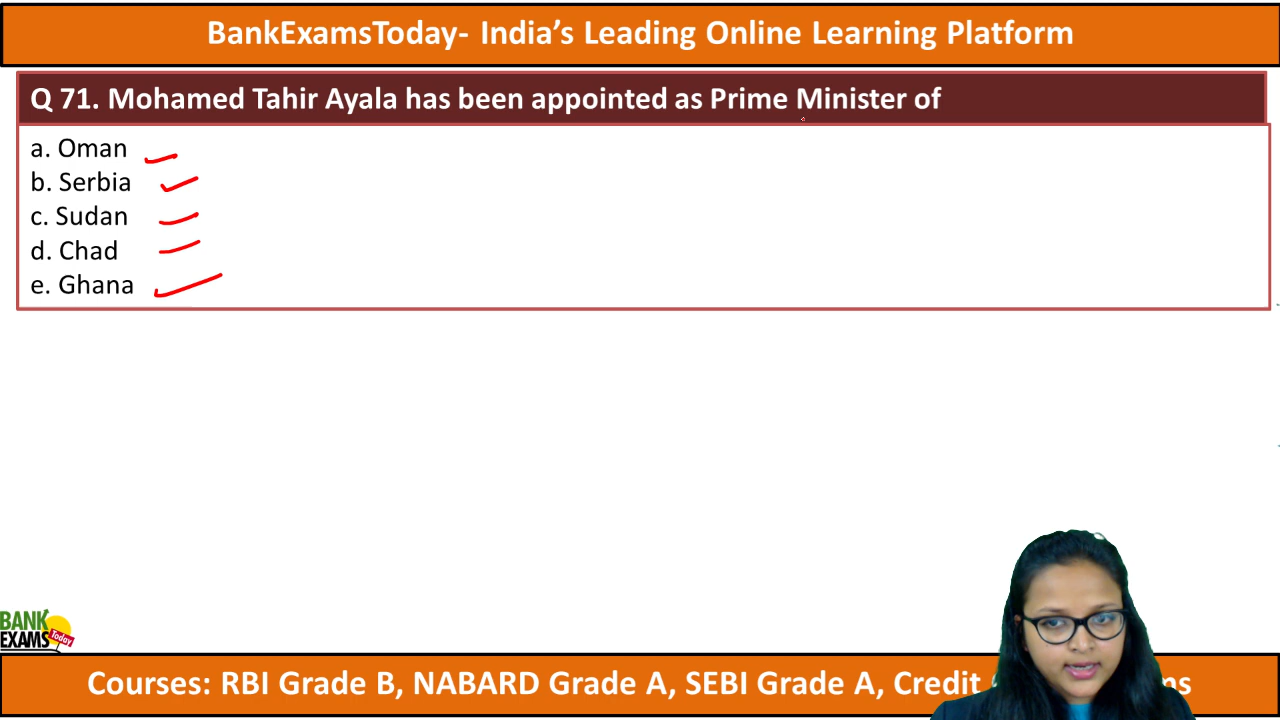 BankExamsToday- India's Leading Online Learning Platform
Q 71. Mohamed Tahir Ayala has been appointed as Prime Minister of
a. Oman
b. Serbia
c. Sudan
d. Chad
e. Ghana
BANK
EXAMS Today
Courses: RBI Grade B, NABARD Grade A, SEBI Grade A, Credit